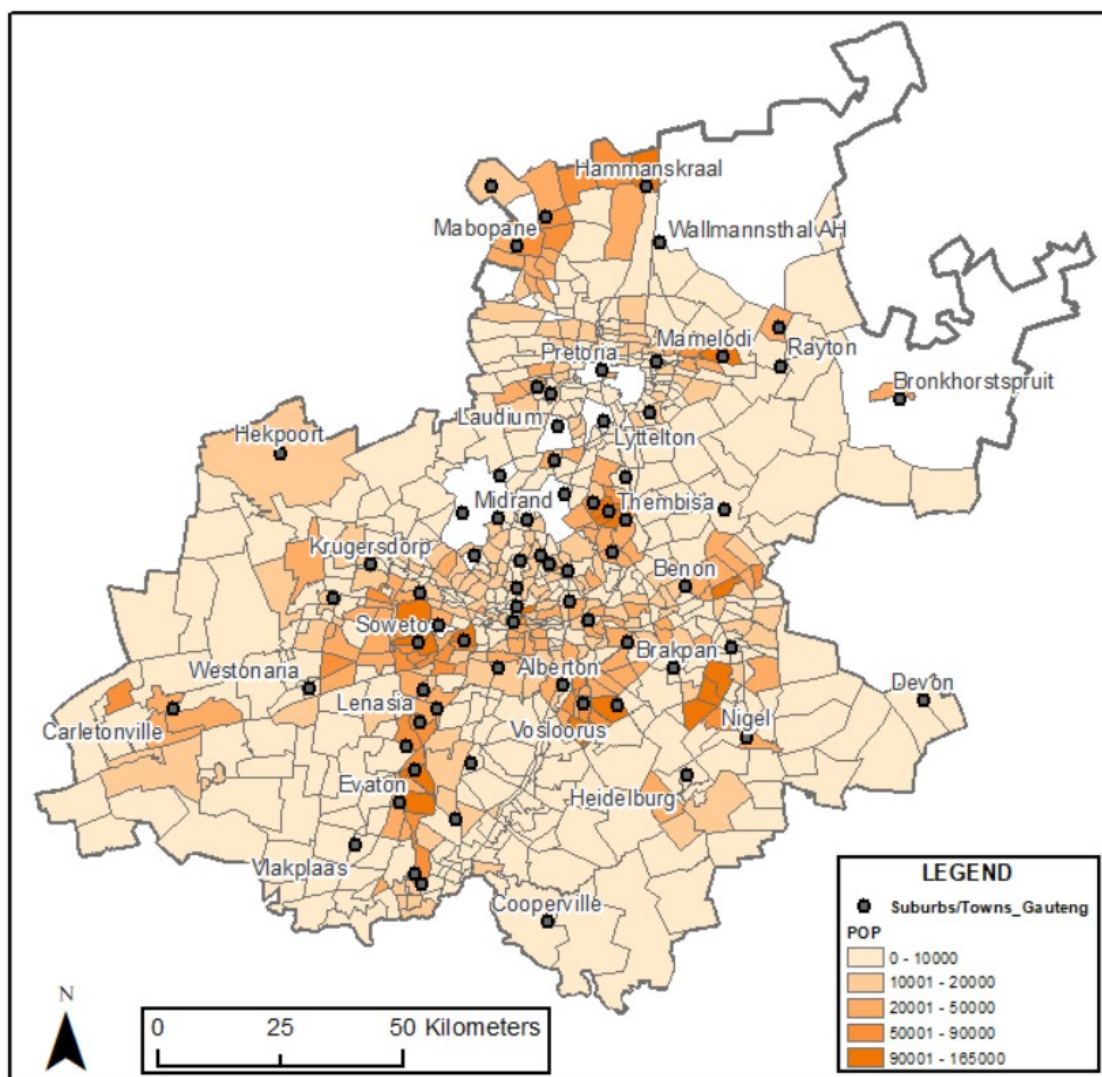 Hammanskraal
Mabopane
Wallmannsthal AH
Mamelodi
Pretoria
Rayton
Bronkhorstspruit
Laudium
Lyttelton
Hekpoort
Midrand
Thembisa
Krugersdorp
Benon
Soweto
Westonaria
Alberton
Brakpan
Lenasia
Devon
Carletonville
Vosloorus
Nigel
Evaton
Heidelburg
Vlakplaas
Cooperville
LEGEND
Suburbs/Towns_Gauteng
POP
0 - 10000
10001 - 20000
20001 - 50000
50001 - 90000
90001 - 165000
N
0 25 50 Kilometers